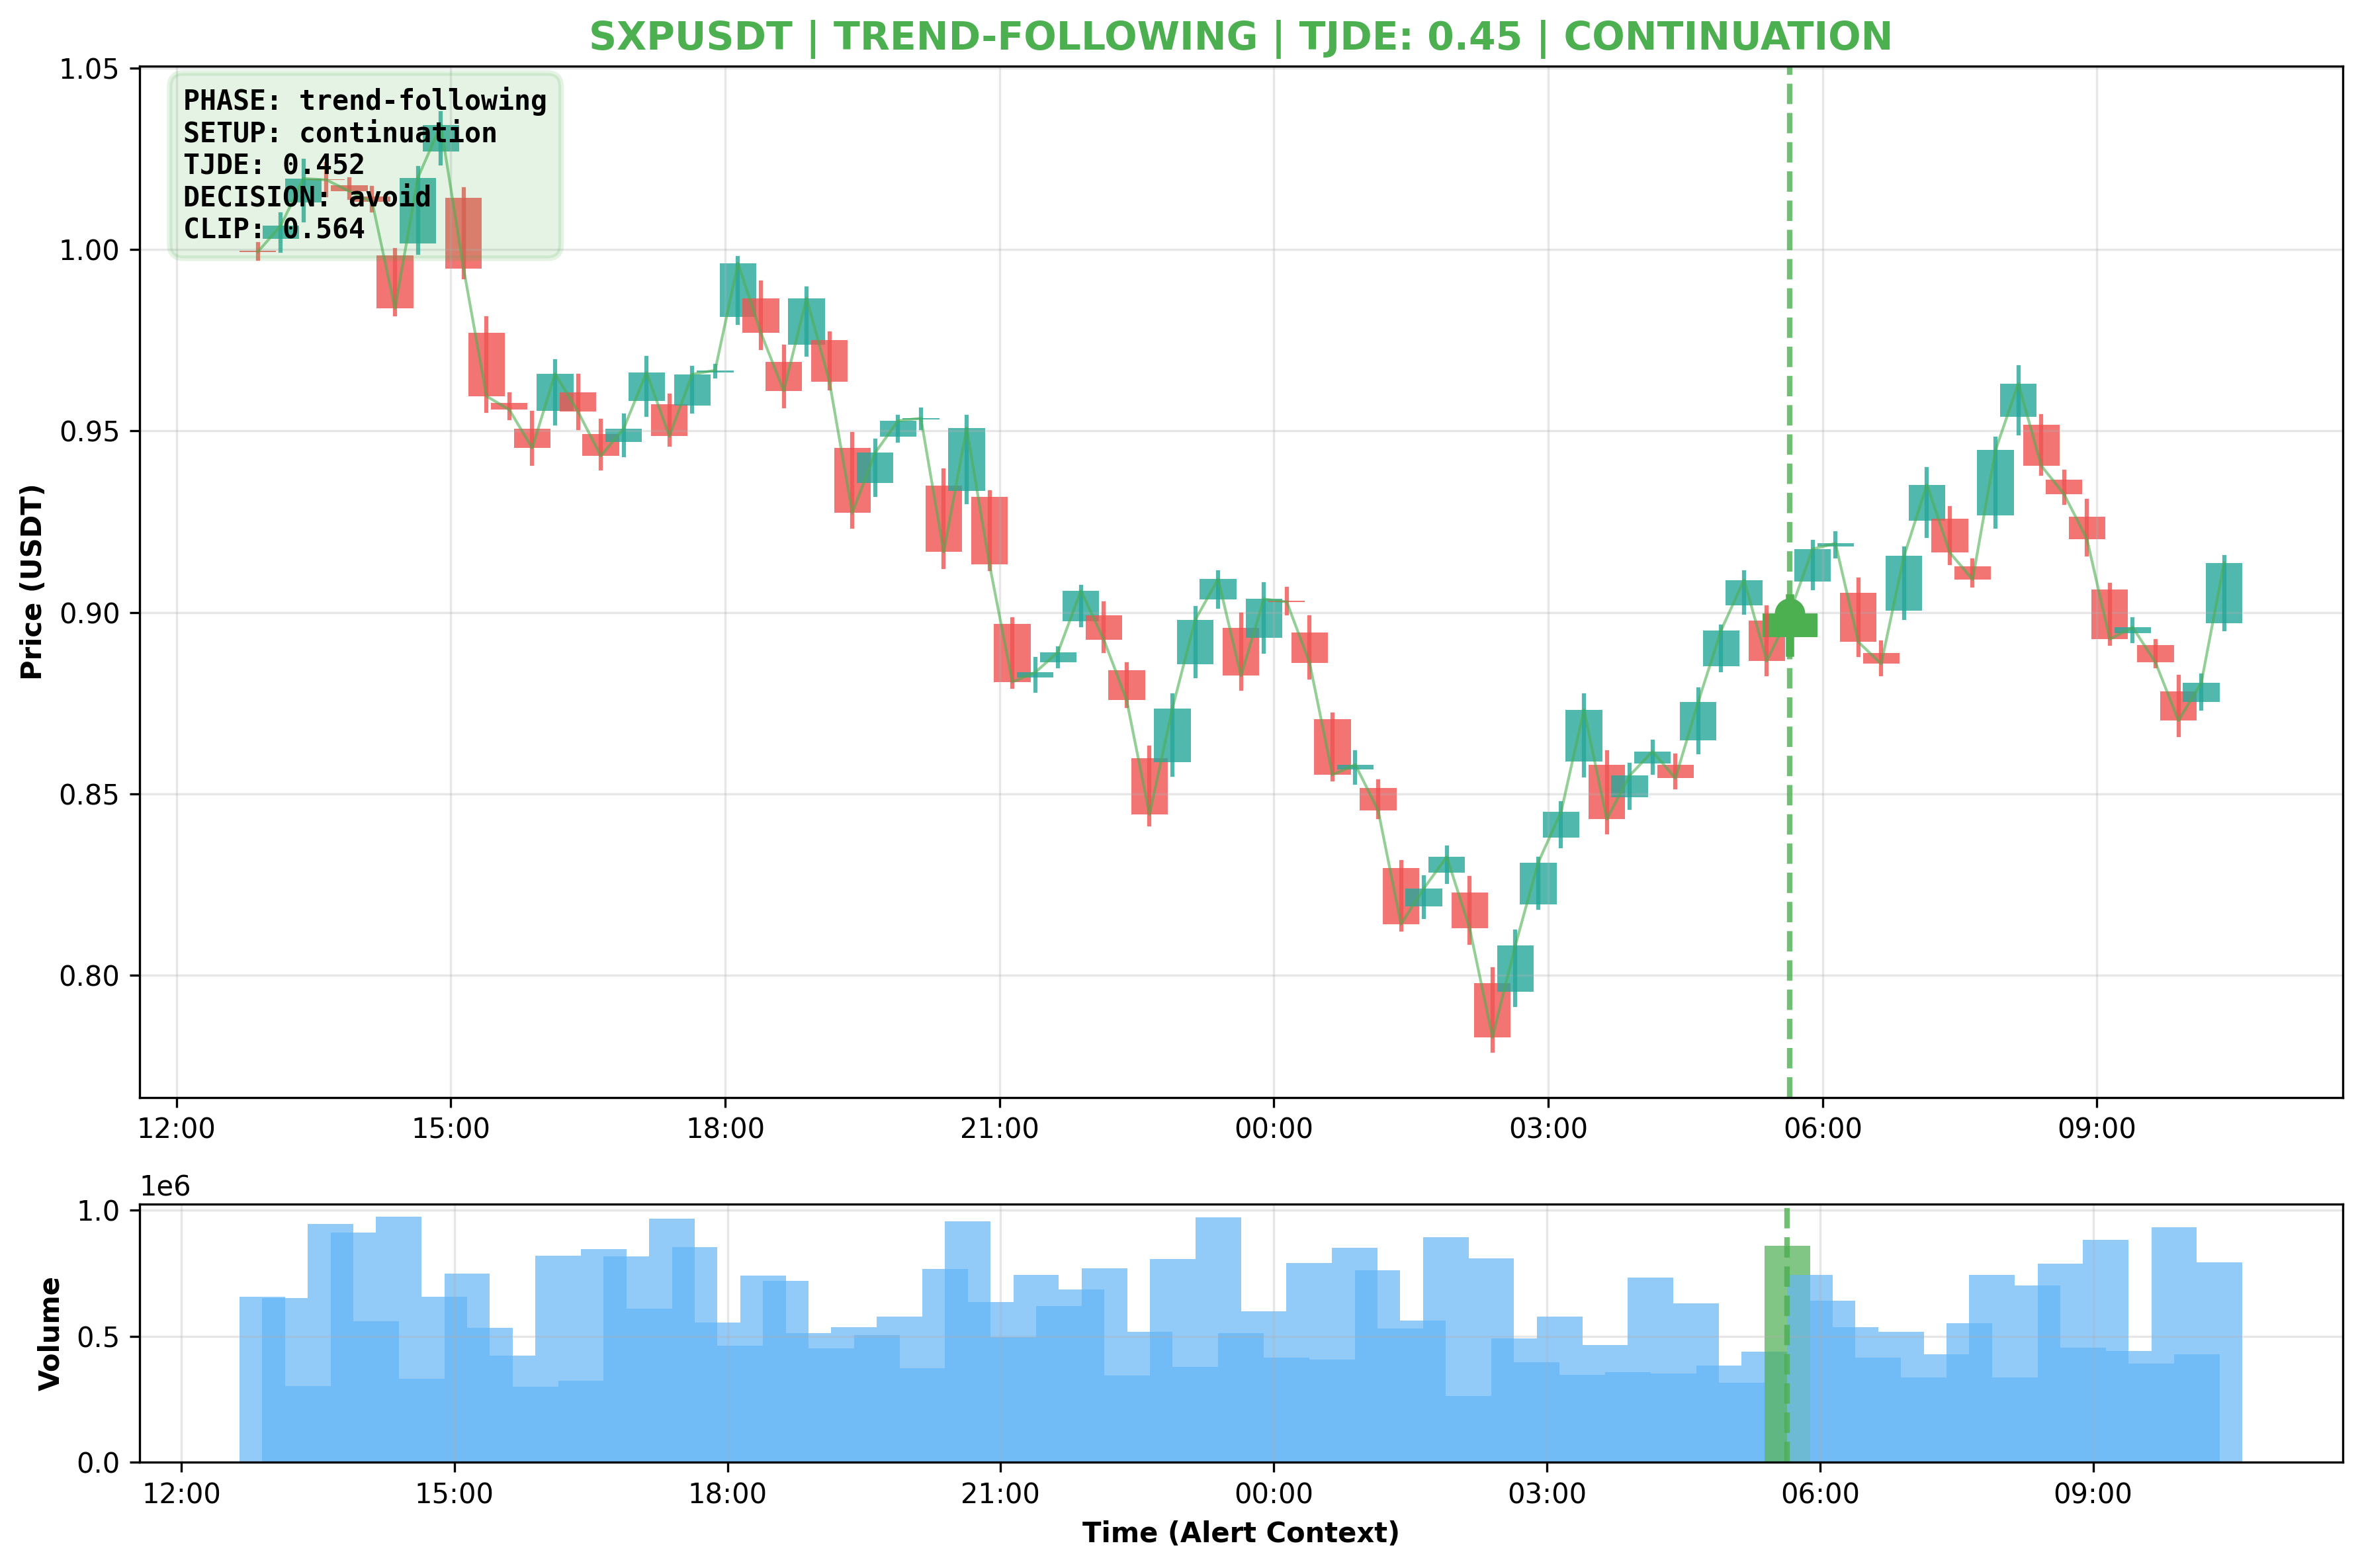 SXPUSDT | TREND-FOLLOWING | TJDE: 0.45 | CONTINUATION
PHASE: trend-following
SETUP: continuation
TJDE: 0.452
DECISION: avoid
CLIP: 0.564
Price (USDT)
1.05
1.00
0.95
0.90
0.85
0.80
12:00 15:00 18:00 21:00 00:00 03:00 06:00 09:00
1e6
Volume
1.0
0.5
0.0
12:00 15:00 18:00 21:00 00:00 03:00 06:00 09:00
Time (Alert Context)